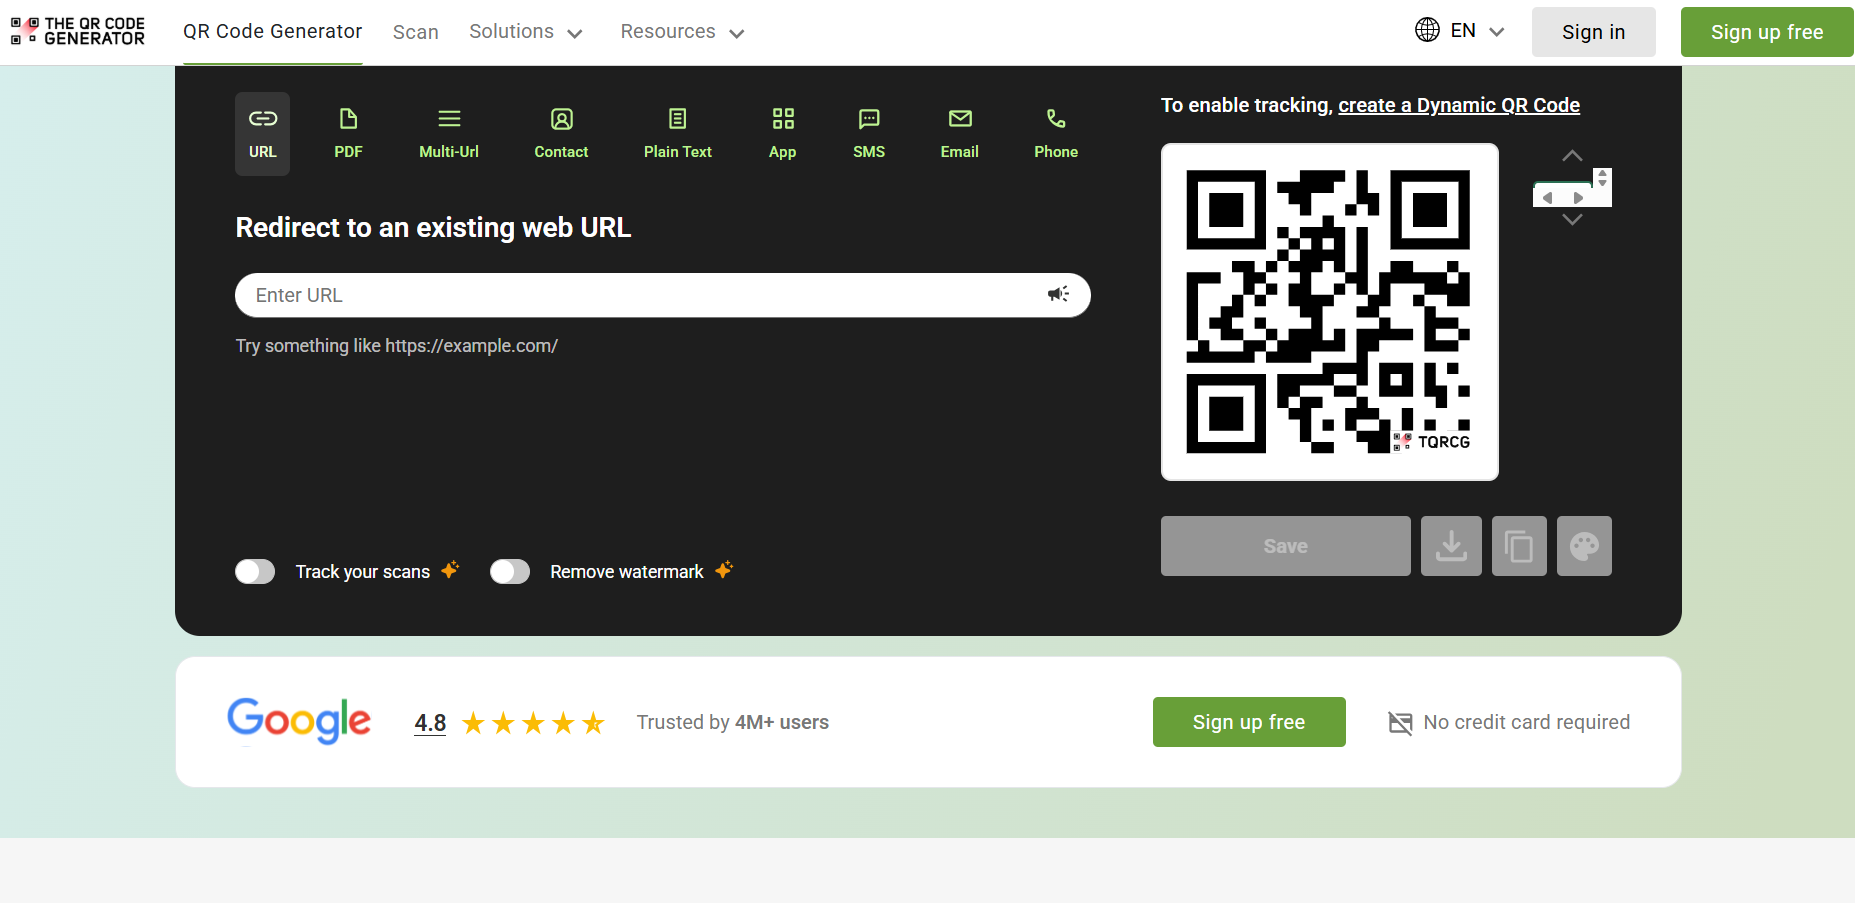 THE QR CODE
GENERATOR
QR Code Generator
Scan
Solutions
Resources
EN
Sign in
Sign up free
URL
PDF
Multi-Url
Contact
Plain Text
App
SMS
Email
Phone
To enable tracking, create a Dynamic QR Code
Redirect to an existing web URL
Enter URL
Try something like https://example.com/
TQRCG
Track your scans
Remove watermark
Save
Google
4.8
Trusted by 4M+ users
Sign up free
No credit card required